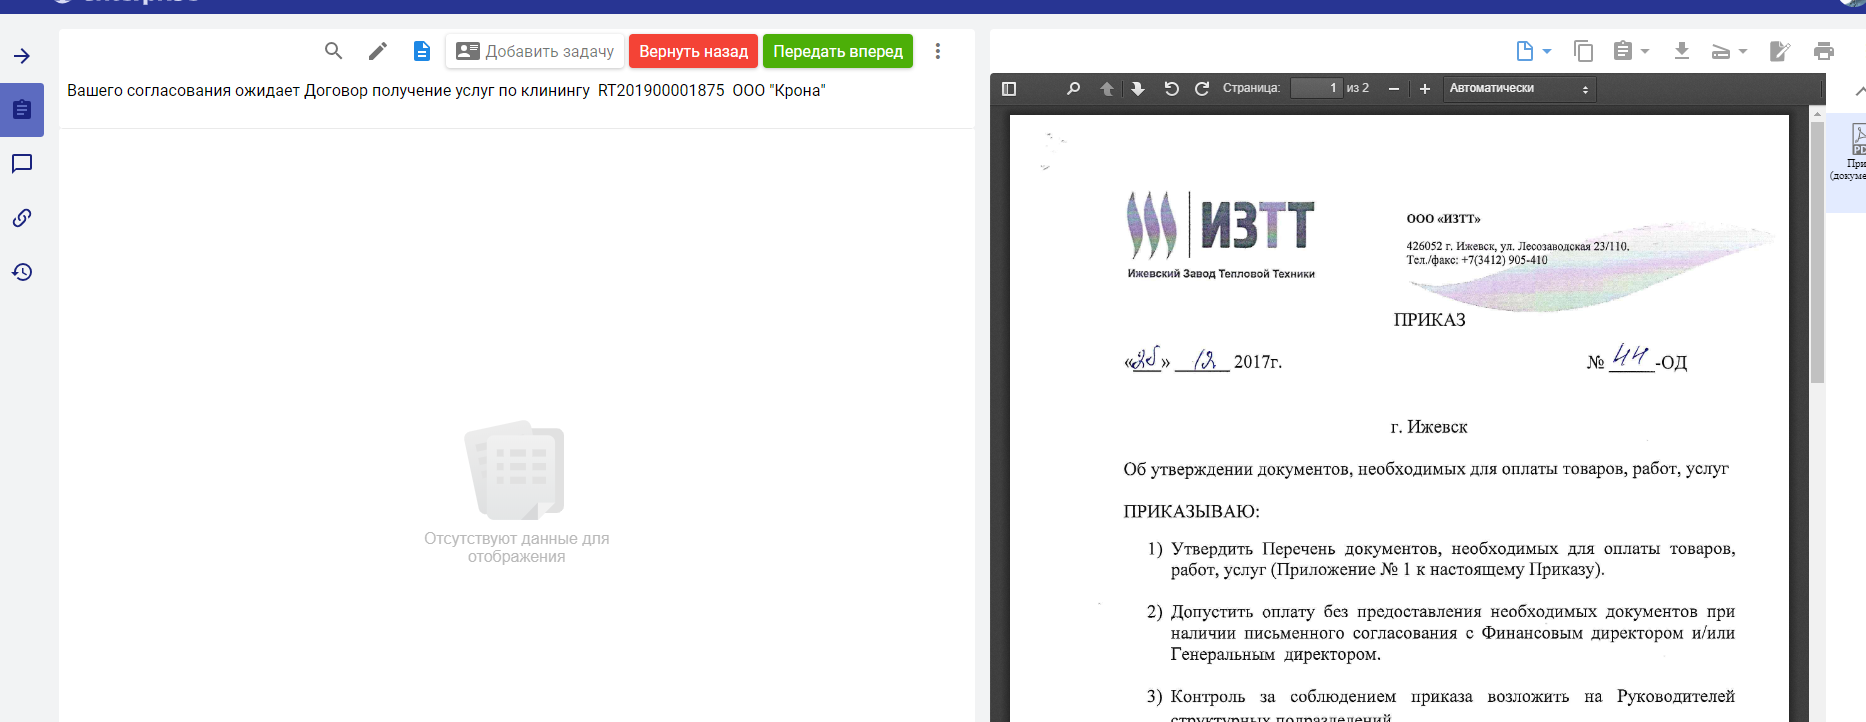 Добавить задачу
Вернуть назад
Передать вперед
Вашего согласования ожидает Договор получение услуг по клинингу RT201900001875 ООО "Крона"
Отсутствуют данные для
отображения
Страница: 1 из 2
Автоматически
ИЗТТ
Ижевский Завод Тепловой Техники
ООО «ИЗТТ»
426052 г. Ижевск, ул. Лесозаводская 23/110.
Тел./факс: +7(3412) 905-410
ПРИКАЗ
«25» 12 2017г.
№ 44-ОД
г. Ижевск
Об утверждении документов, необходимых для оплаты товаров, работ, услуг
ПРИКАЗЫВАЮ:
1) Утвердить Перечень документов, необходимых для оплаты товаров,
работ, услуг (Приложение № 1 к настоящему Приказу).
2) Допустить оплату без предоставления необходимых документов при
наличии письменного согласования с Финансовым директором и/или
Генеральным директором.
3) Контроль за соблюдением приказа возложить на Руководителей
структурных подразделений